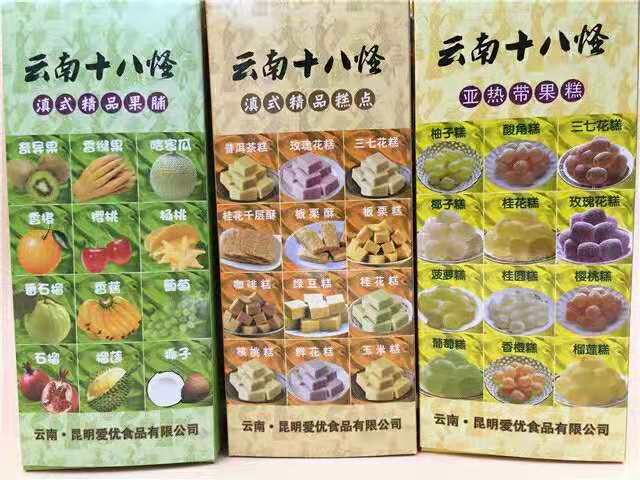 云南十八怪
滇式精品果脯
奇异果 香橼果 哈密瓜
香橙 樱桃 杨桃
番石榴 香蕉 葡萄
石榴 榴莲 椰子
云南·昆明爱优食品有限公司
云南十八怪
滇式精品糕点
普洱茶糕 玫瑰花糕 三七花糕
桂花千层酥 板栗酥 板栗糕
咖啡糕 绿豆糕 桂花糕
核桃糕 鲜花糕 玉米糕
云南·昆明爱优食品有限公司
云南十八怪
亚热带果糕
柚子糕 酸角糕 三七花糕
椰子糕 桂花糕 玫瑰花糕
菠萝糕 桂圆糕 樱桃糕
葡萄糕 香橙糕 榴莲糕
云南·昆明爱优食品有限公司